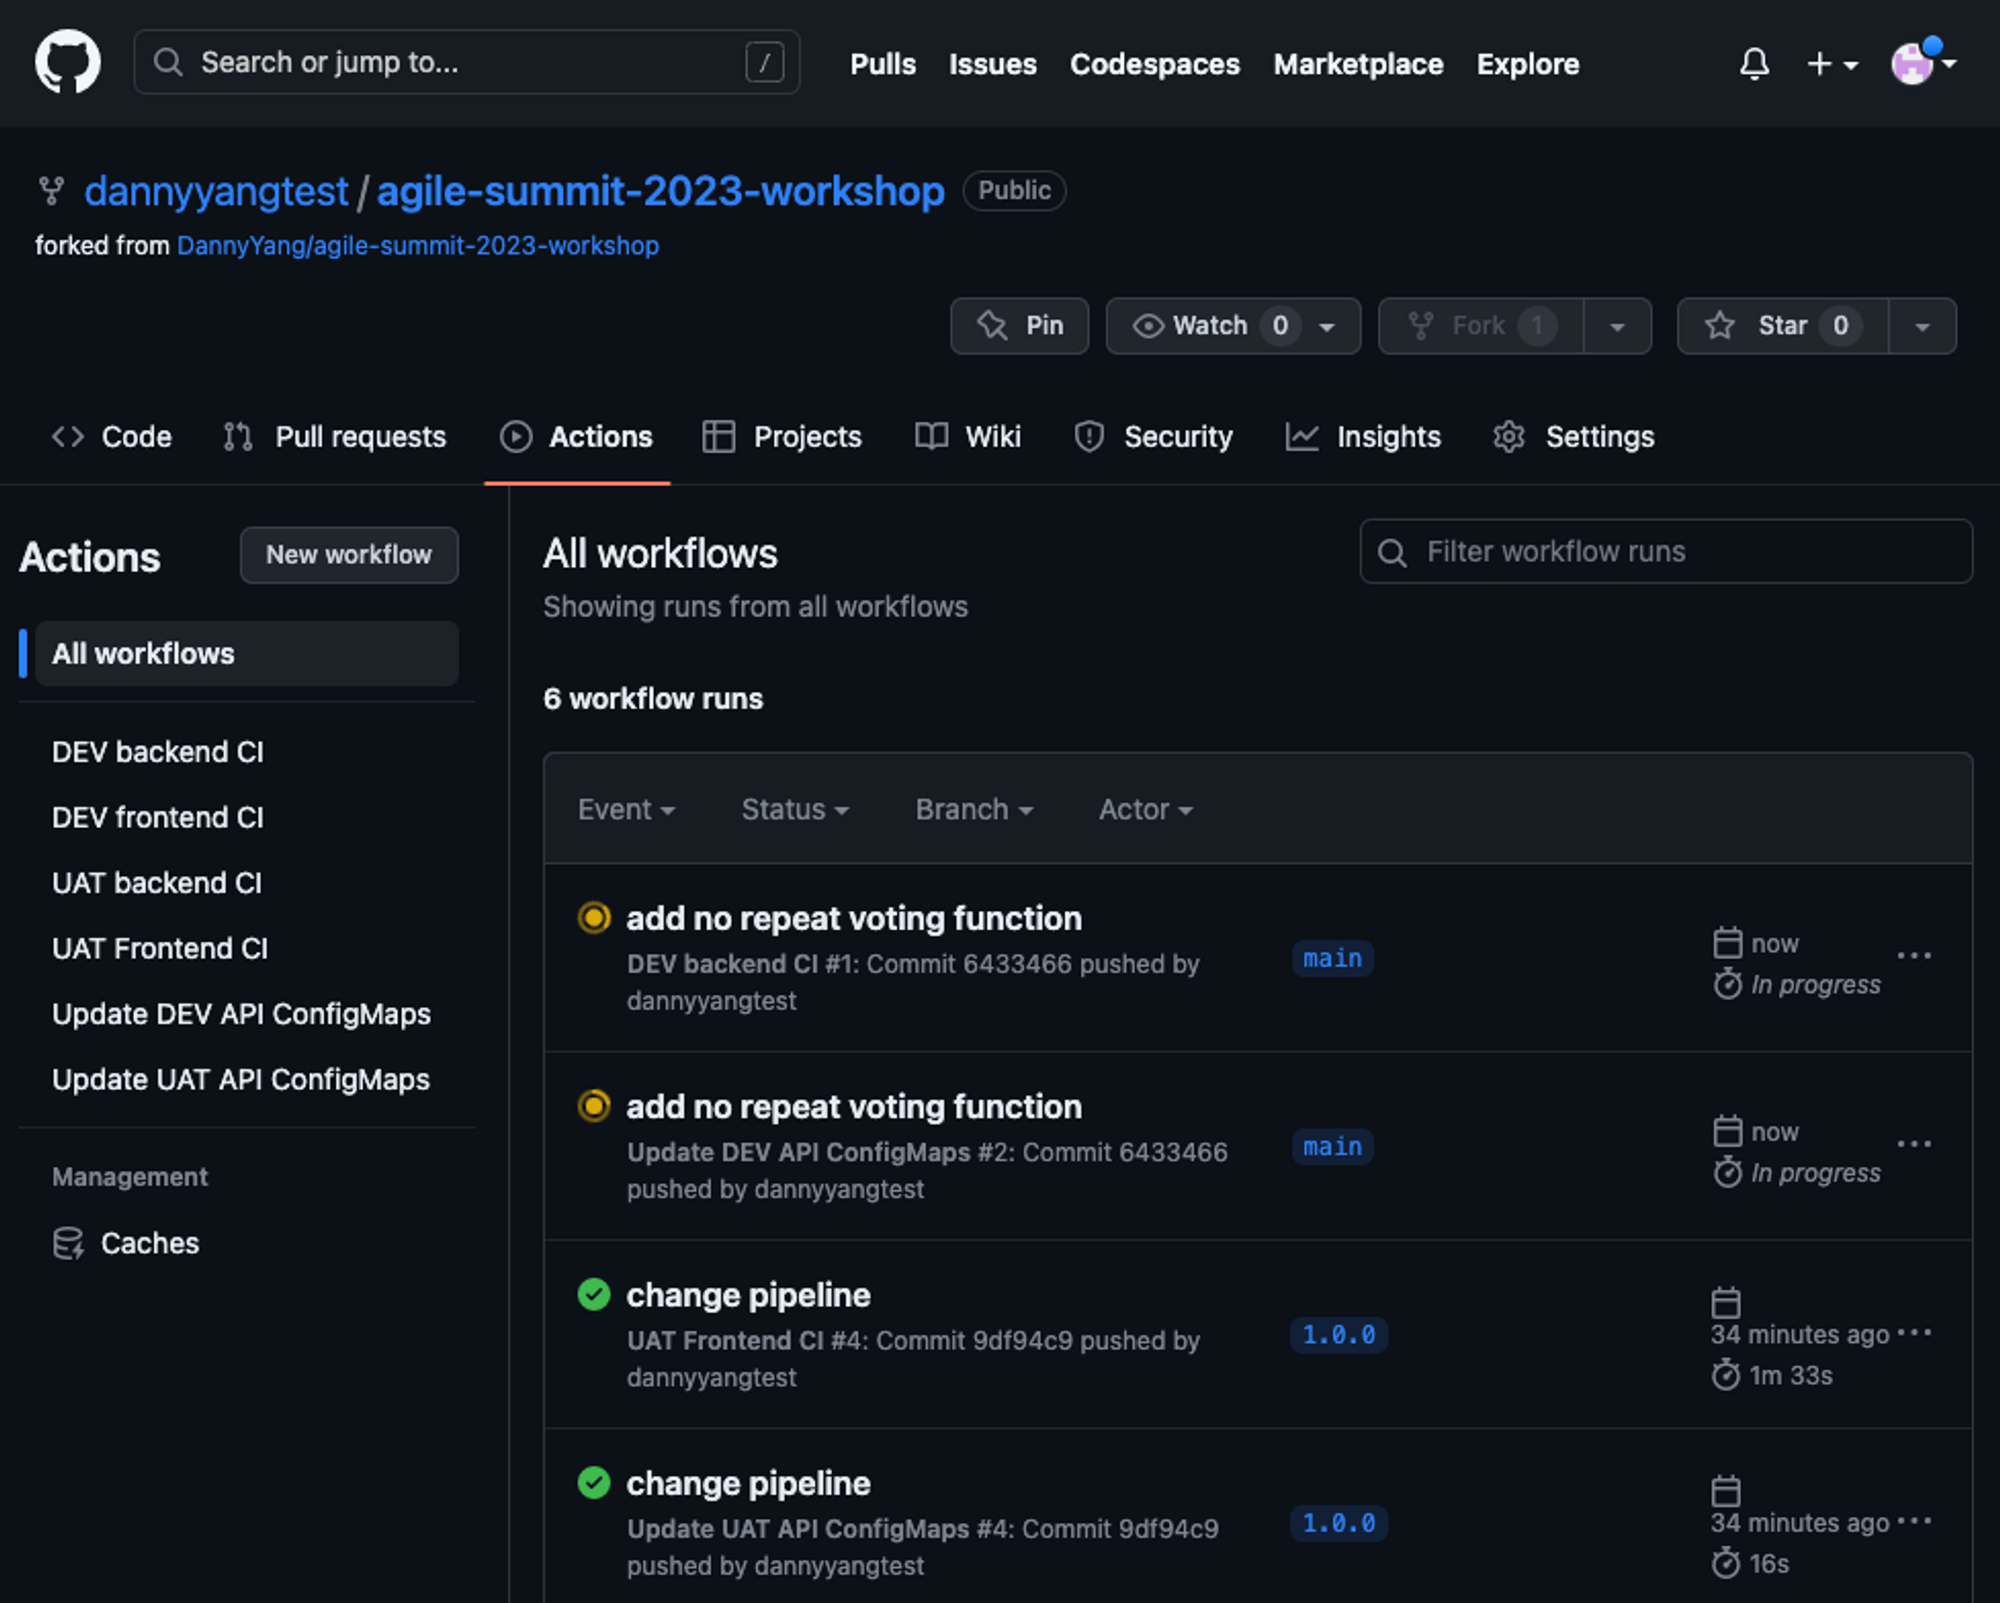 Search or jump to... /
Pulls Issues Codespaces Marketplace Explore
dannyyangtest / agile-summit-2023-workshop Public
forked from DannyYang/agile-summit-2023-workshop
Pin Watch 0 Fork 1 Star 0
Code Pull requests Actions Projects Wiki Security Insights Settings
Actions New workflow
All workflows
DEV backend CI
DEV frontend CI
UAT backend CI
UAT Frontend CI
Update DEV API ConfigMaps
Update UAT API ConfigMaps
Management
Caches
All workflows
Filter workflow runs
Showing runs from all workflows
6 workflow runs
Event Status Branch Actor
add no repeat voting function
DEV backend CI #1: Commit 6433466 pushed by
dannyyangtest
main
now
In progress
add no repeat voting function
Update DEV API ConfigMaps #2: Commit 6433466
pushed by dannyyangtest
main
now
In progress
change pipeline
UAT Frontend CI #4: Commit 9df94c9 pushed by
dannyyangtest
1.0.0
34 minutes ago
1m 33s
change pipeline
Update UAT API ConfigMaps #4: Commit 9df94c9
pushed by dannyyangtest
1.0.0
34 minutes ago
16s